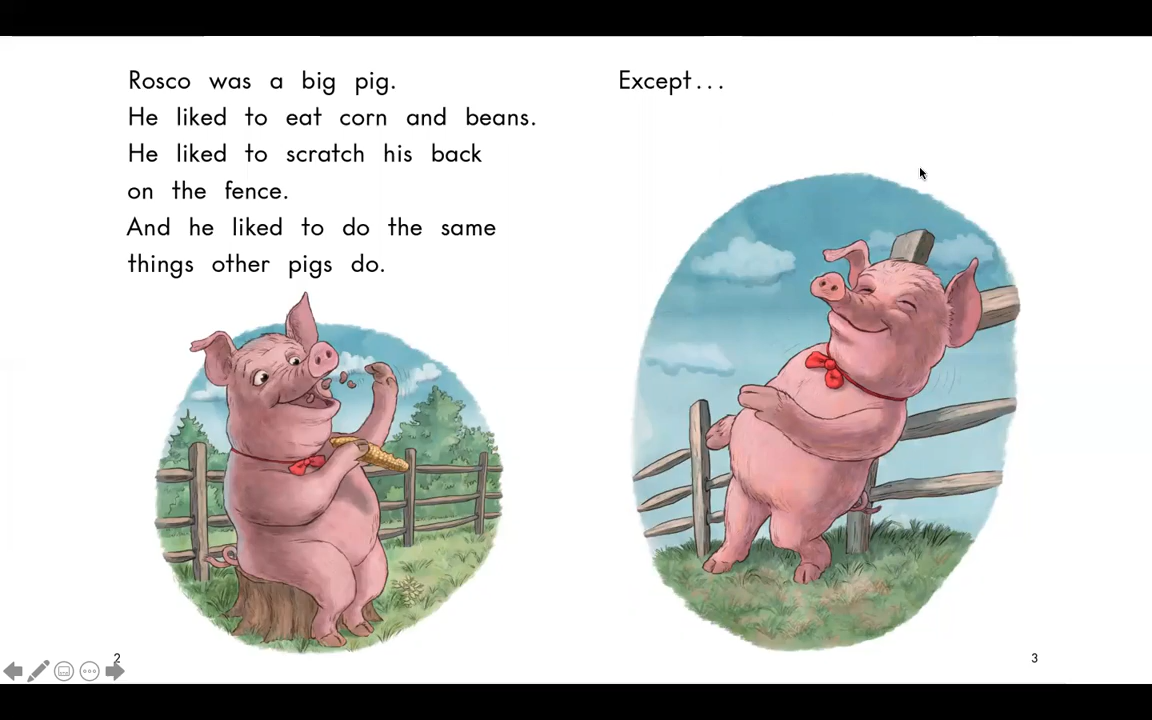 Rosco was a big pig.
He liked to eat corn and beans.
He liked to scratch his back
on the fence.
And he liked to do the same
things other pigs do.
2
Except...
3